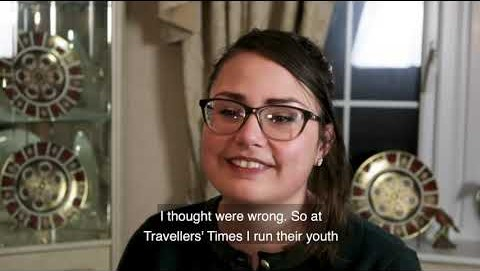 I thought were wrong. So at
Travellers' Times I run their youth